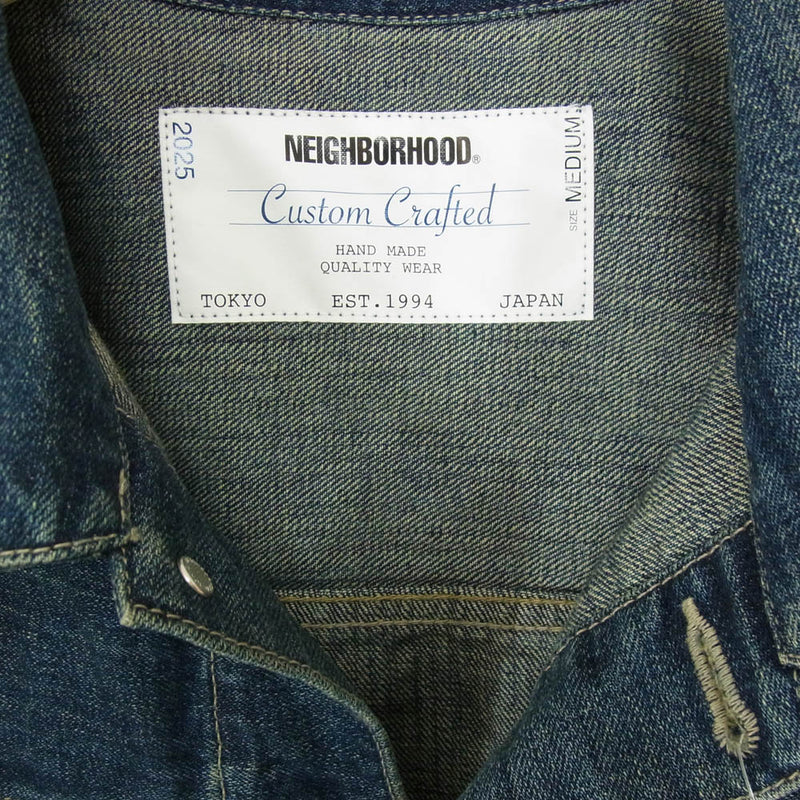 2025
NEIGHBORHOOD®
Custom Crafted
HAND MADE
QUALITY WEAR
TOKYO EST.1994 JAPAN
SIZE MEDIUM